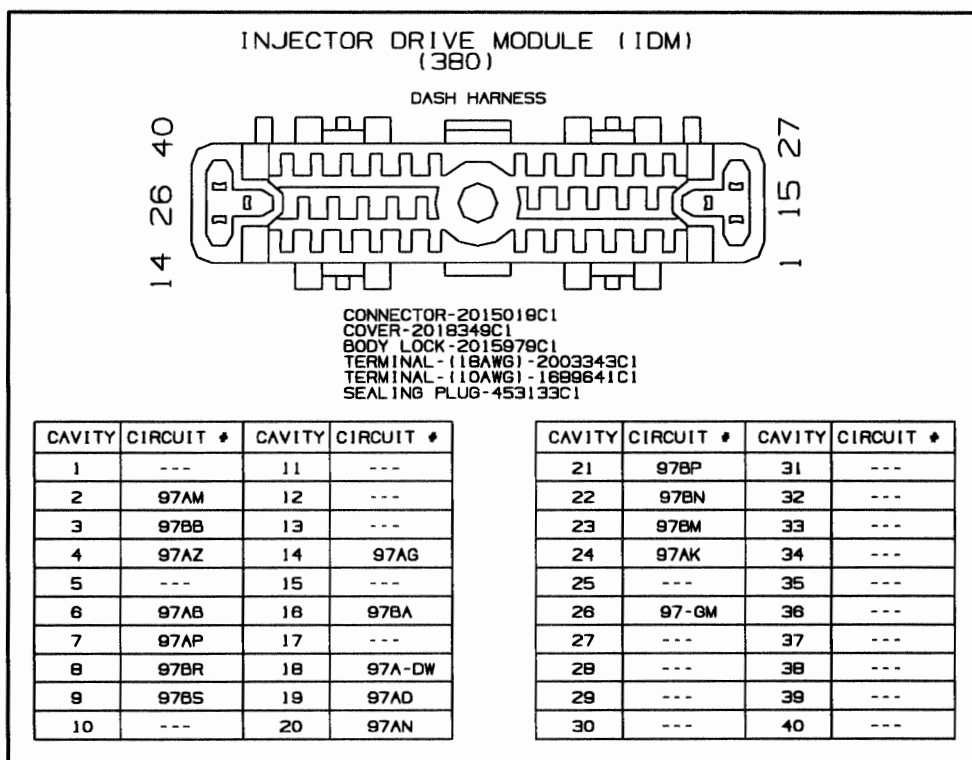 INJECTOR DRIVE MODULE (IDM)
(380)
DASH HARNESS
40 27
26 15
14 1
CONNECTOR-2015019C1
COVER-2018349C1
BODY LOCK-2015979C1
TERMINAL-(18AWG)-2003343C1
TERMINAL-(10AWG)-1689641C1
SEALING PLUG-453133C1
CAVITY CIRCUIT # CAVITY CIRCUIT #
1 --- 11 ---
2 97AM 12 ---
3 97BB 13 ---
4 97AZ 14 97AG
5 --- 15 ---
6 97AB 16 97BA
7 97AP 17 ---
8 97BR 18 97A-DW
9 97BS 19 97AD
10 --- 20 97AN
CAVITY CIRCUIT # CAVITY CIRCUIT #
21 97BP 31 ---
22 97BN 32 ---
23 97BM 33 ---
24 97AK 34 ---
25 --- 35 ---
26 97-GM 36 ---
27 --- 37 ---
28 --- 38 ---
29 --- 39 ---
30 --- 40 ---